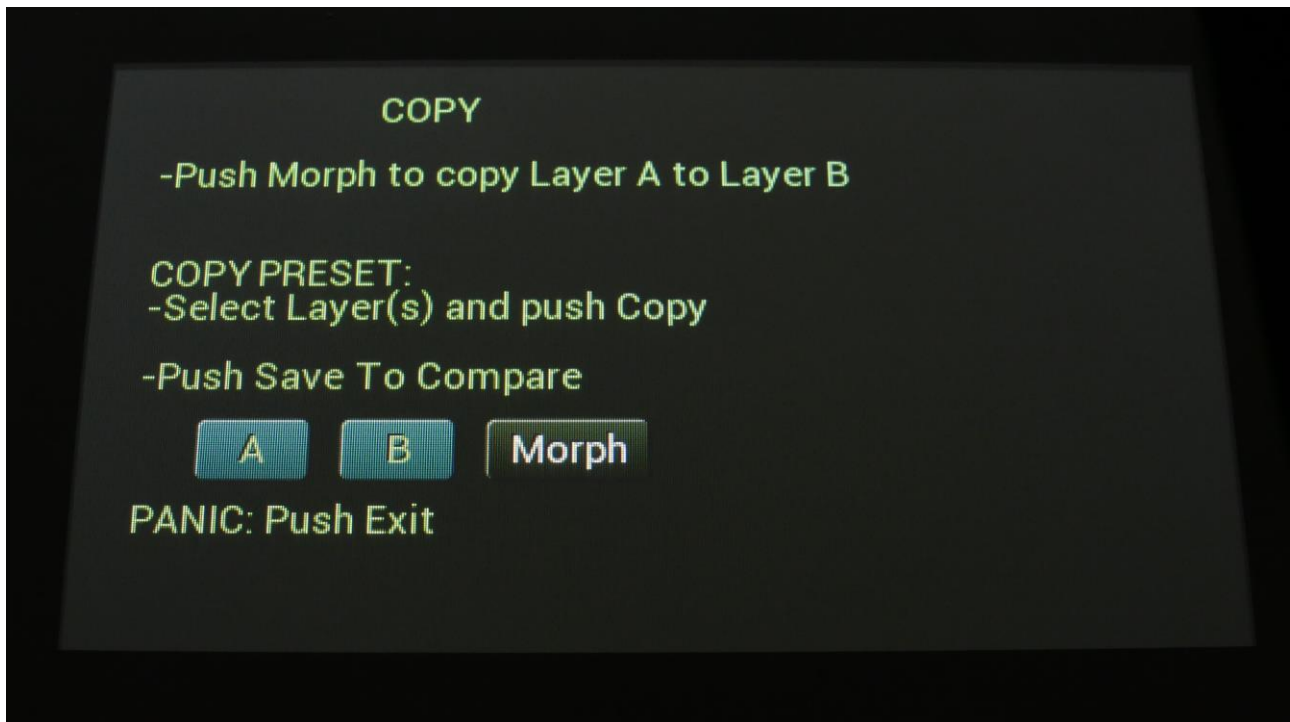 COPY
-Push Morph to copy Layer A to Layer B
COPY PRESET:
-Select Layer(s) and push Copy
-Push Save To Compare
A B Morph
PANIC: Push Exit